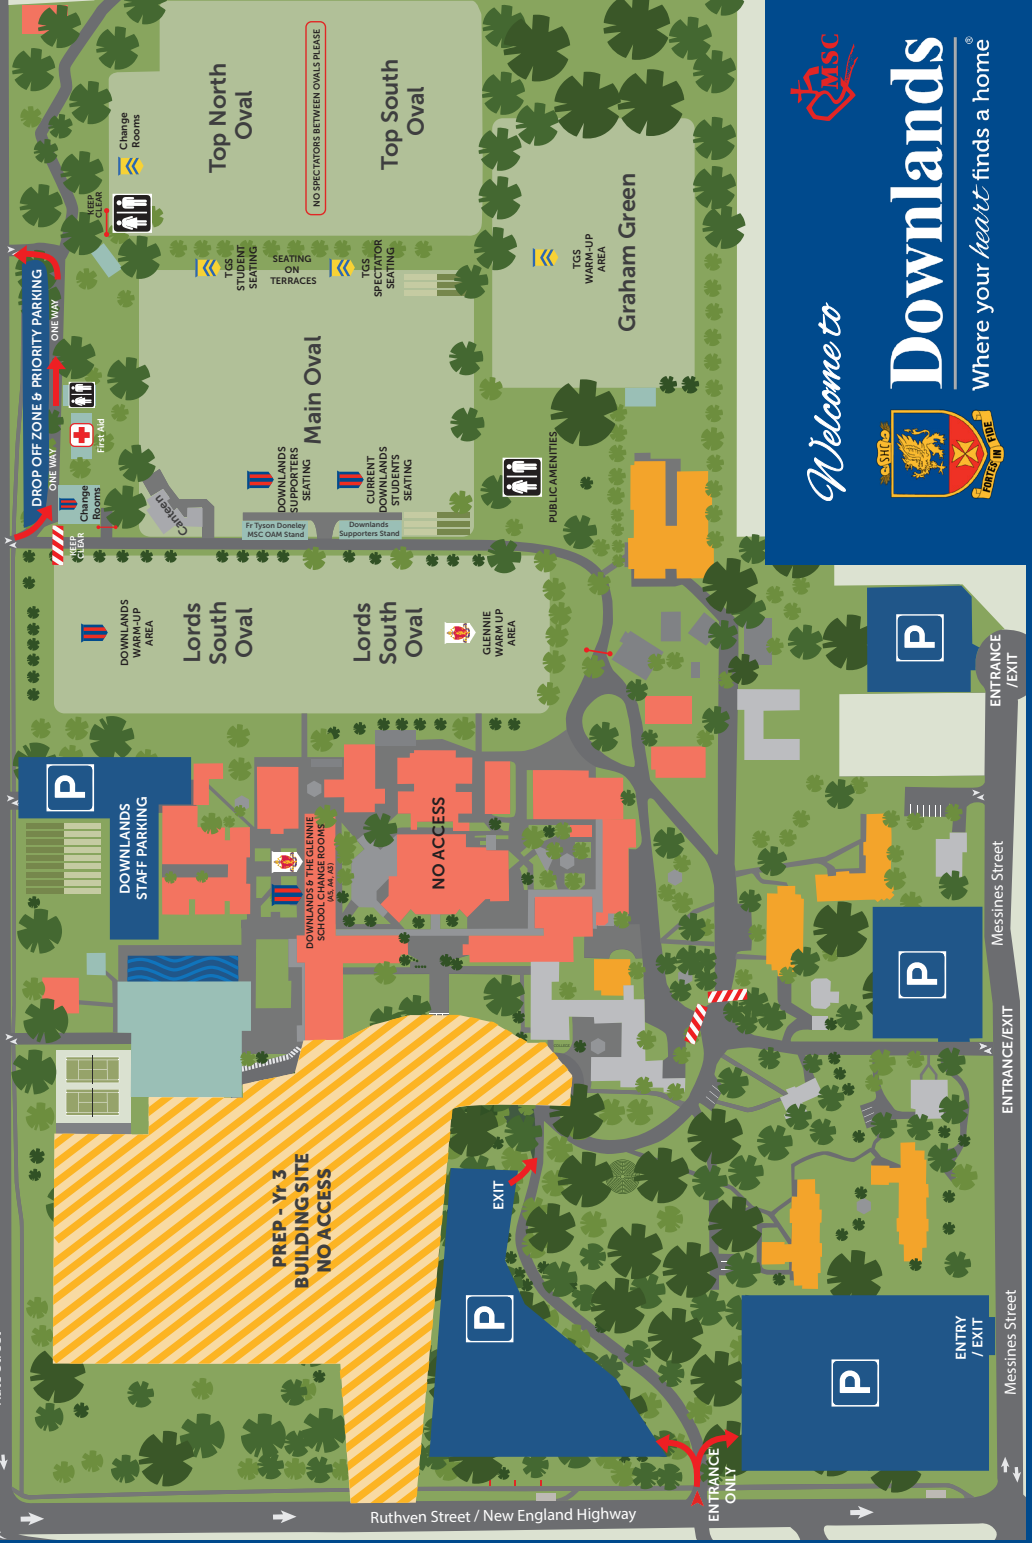 Welcome to
Downlands
Where your heart finds a home
®
MSC
SHC
FORTES IN FIDE
DROP OFF ZONE & PRIORITY PARKING
ONE WAY
ONE WAY
KEEP
CLEAR
KEEP
CLEAR
Change
Rooms
Change
Rooms
First Aid
Canteen
Top North
Oval
NO SPECTATORS BETWEEN OVALS PLEASE
Top South
Oval
TGS
STUDENT
SEATING
SEATING
ON
TERRACES
TGS
SPECTATOR
SEATING
TGS
WARM-UP
AREA
Graham Green
Main Oval
DOWNLANDS
SUPPORTERS
SEATING
CURRENT
DOWNLANDS
STUDENTS
SEATING
Fr Tyson Doneley
MSC OAM Stand
Downlands
Supporters Stand
PUBLIC AMENITIES
DOWNLANDS
WARM-UP
AREA
Lords
South
Oval
Lords
South
Oval
GLENNIE
WARM UP
AREA
P
DOWNLANDS
STAFF PARKING
DOWNLANDS & THE GLENNIE
SCHOOL CHANGE ROOMS
(A5, A4, A3)
NO ACCESS
P
ENTRANCE
/EXIT
Messines Street
P
ENTRANCE/EXIT
PREP - Yr 3
BUILDING SITE
NO ACCESS
EXIT
P
P
ENTRY
/ EXIT
Messines Street
ENTRANCE
ONLY
Ruthven Street / New England Highway